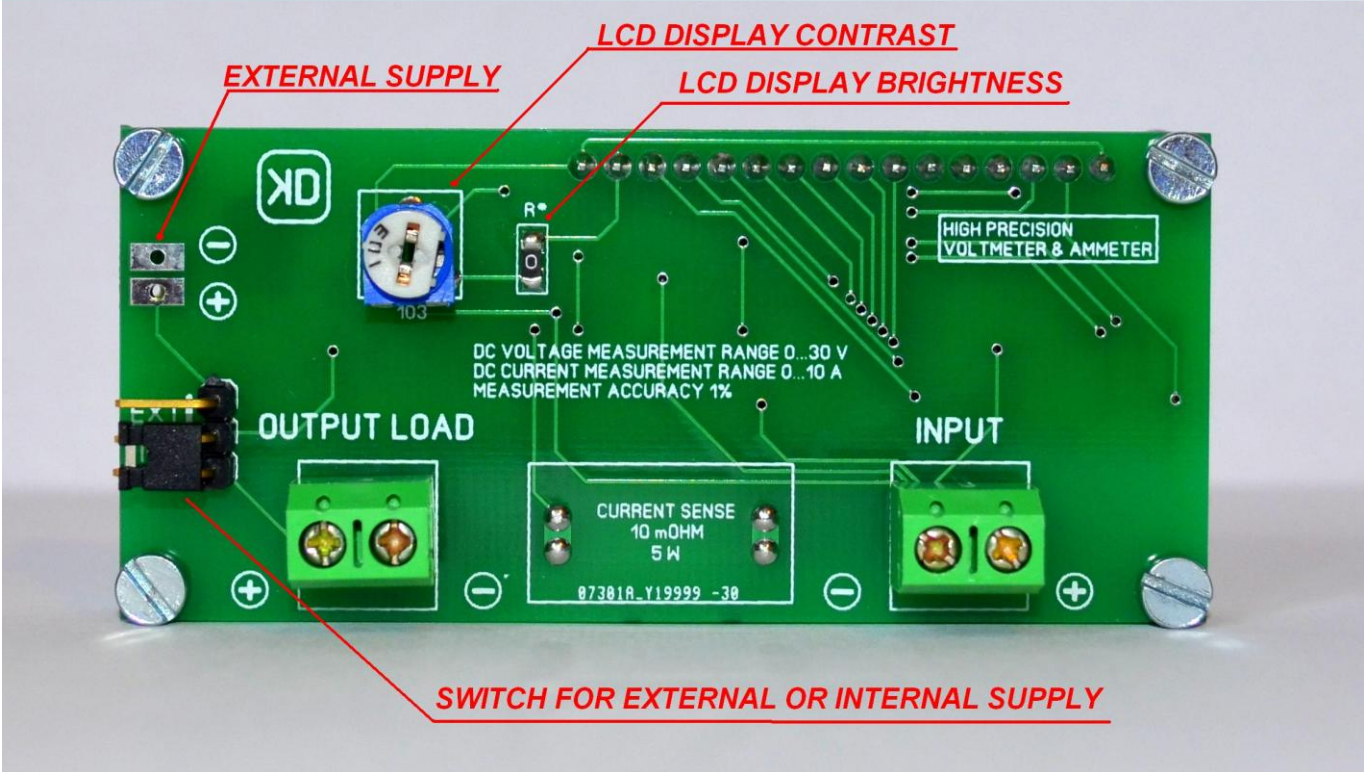 LCD DISPLAY CONTRAST
EXTERNAL SUPPLY
LCD DISPLAY BRIGHTNESS
DK
R*
HIGH PRECISION
VOLTMETER & AMMETER
0
103
DC VOLTAGE MEASUREMENT RANGE 0...30 V
DC CURRENT MEASUREMENT RANGE 0...10 A
MEASUREMENT ACCURACY 1%
EXT
OUTPUT LOAD
INPUT
CURRENT SENSE
10 mOHM
5 W
07301A_Y19999 -30
SWITCH FOR EXTERNAL OR INTERNAL SUPPLY